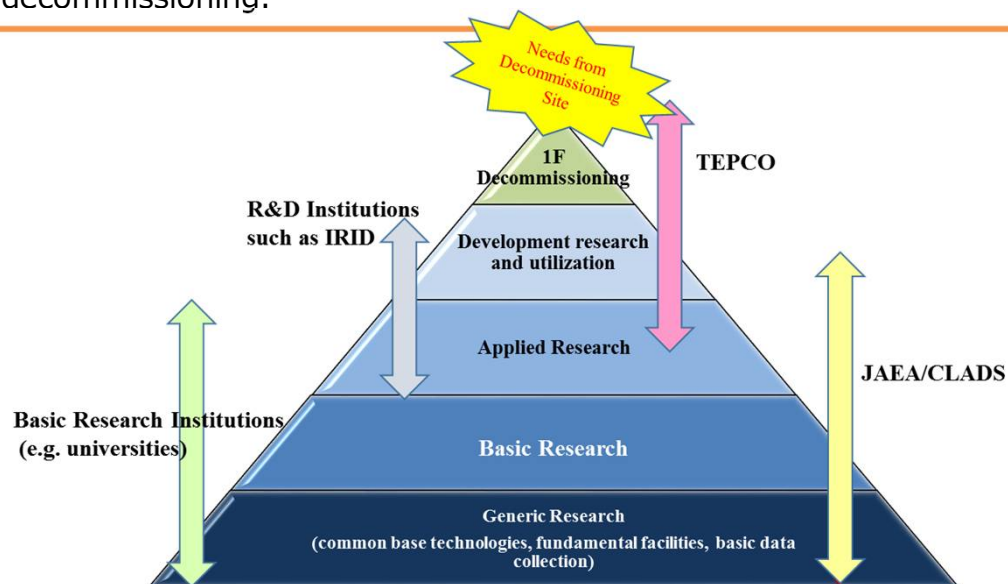 decommissioning.
Needs from
Decommissioning
Site
1F
Decommissioning
TEPCO
R&D Institutions
such as IRID
Development research
and utilization
Applied Research
JAEA/CLADS
Basic Research Institutions
(e.g. universities)
Basic Research
Generic Research
(common base technologies, fundamental facilities, basic data
collection)